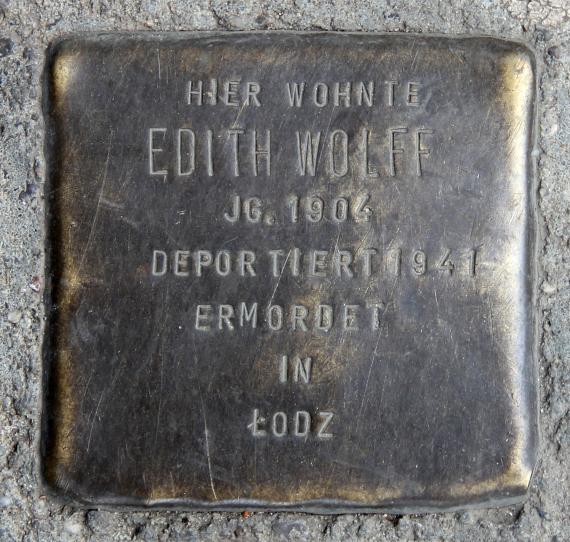 HIER WOHNTE
EDITH WOLFF
JG. 1904
DEPORTIERT 1941
ERMORDET
IN
ŁODZ